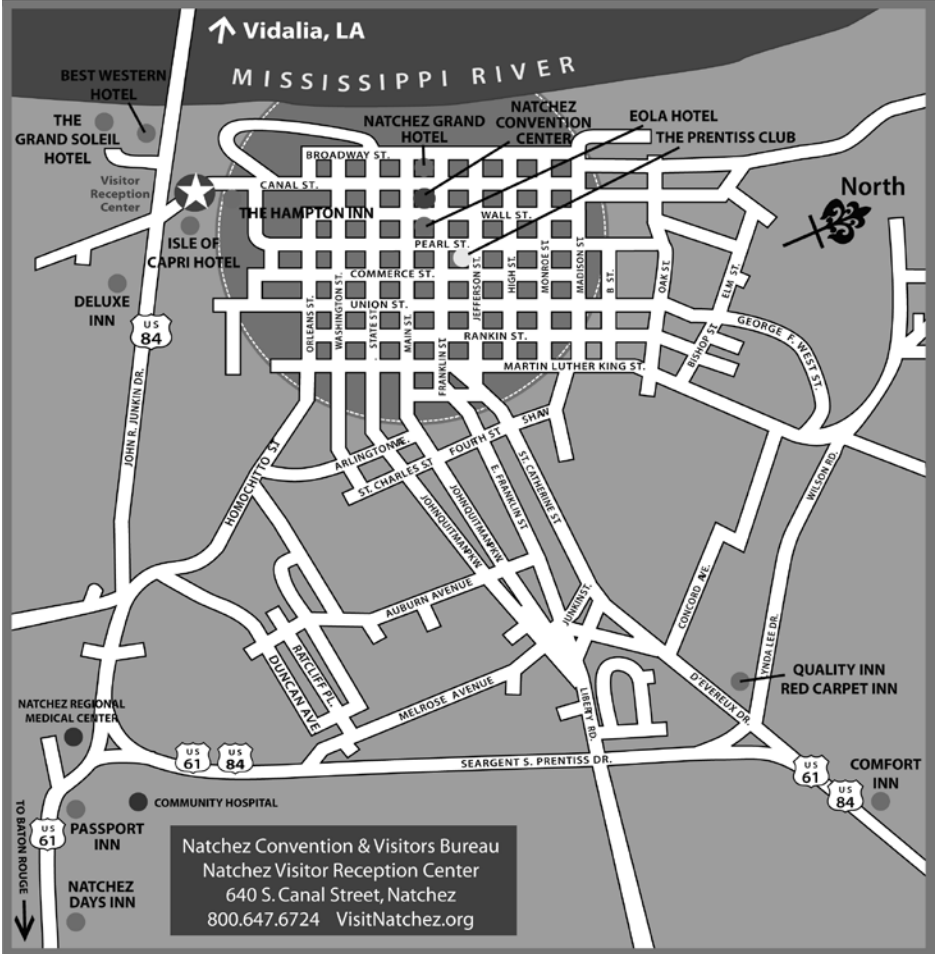 Vidalia, LA
MISSISSIPPI RIVER
BEST WESTERN
HOTEL
THE
GRAND SOLEIL
HOTEL
NATCHEZ GRAND
HOTEL
NATCHEZ
CONVENTION
CENTER
EOLA HOTEL
THE PRENTISS CLUB
BROADWAY ST.
CANAL ST.
Visitor
Reception
Center
THE HAMPTON INN
WALL ST.
North
ISLE OF
CAPRI HOTEL
PEARL ST.
COMMERCE ST.
DELUXE
INN
UNION ST.
RANKIN ST.
MARTIN LUTHER KING ST.
ORLEANS ST.
WASHINGTON ST.
STATE ST.
MAIN ST.
FRANKLIN ST.
JEFFERSON ST.
HIGH ST.
MONROE ST.
MADISON ST.
B ST.
OAK ST.
ELM ST.
BISHOP ST.
GEORGE F. WEST ST.
US
84
JOHN R. JUNKIN DR.
HOMOCHITTO ST
ARLINGTON AVE.
ST. CHARLES ST
FOURTH ST
SHAW
JOHNQUITMAN PKW.
JOHNQUITMAN PKW.
E. FRANKLIN ST
ST. CATHERINE ST
WILSON RD.
CONCORD AVE.
LYNDA LEE DR.
AUBURN AVENUE
JUNKIN ST.
RATCLIFF PL.
DUNCAN AVE
MELROSE AVENUE
LIBERTY RD.
D'EVEREUX DR.
QUALITY INN
RED CARPET INN
NATCHEZ REGIONAL
MEDICAL CENTER
US
61
US
84
SEARGENT S. PRENTISS DR.
US
61
US
84
COMFORT
INN
COMMUNITY HOSPITAL
PASSPORT
INN
US
61
TO BATON ROUGE
NATCHEZ
DAYS INN
Natchez Convention & Visitors Bureau
Natchez Visitor Reception Center
640 S. Canal Street, Natchez
800.647.6724 VisitNatchez.org